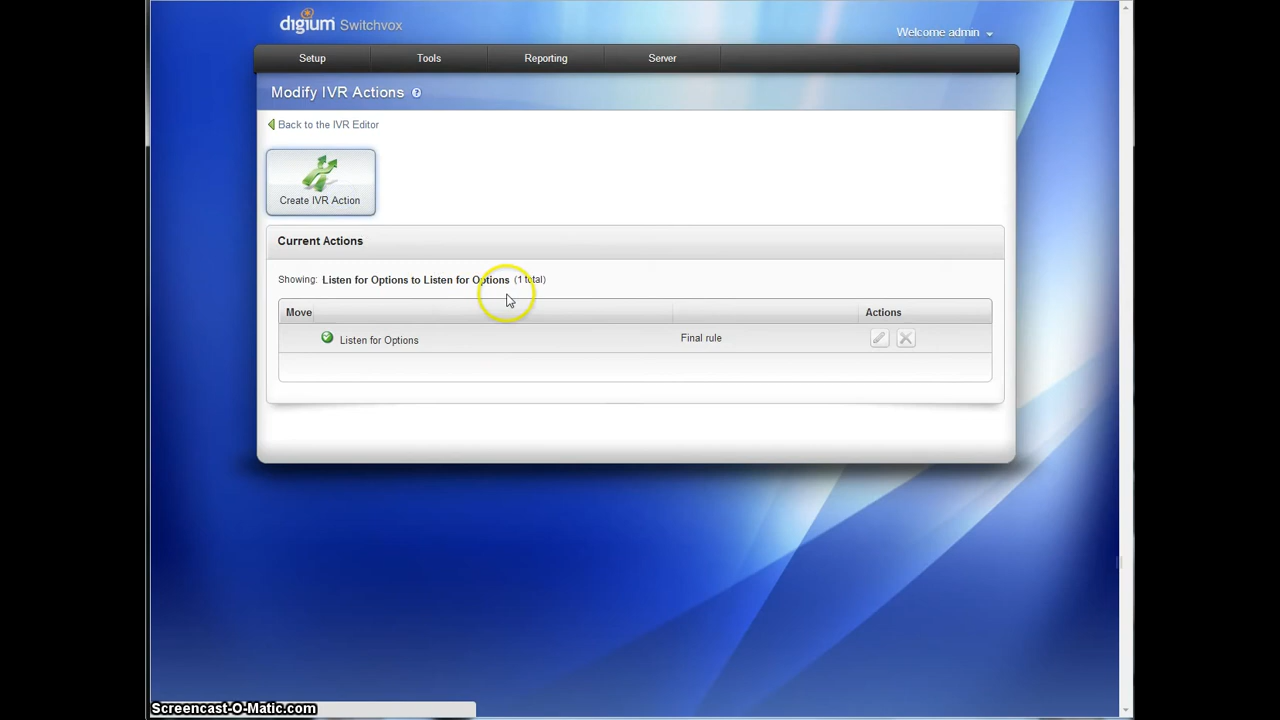 digium Switchvox
Welcome admin
Setup Tools Reporting Server
Modify IVR Actions ?
Back to the IVR Editor
Create IVR Action
Current Actions
Showing: Listen for Options to Listen for Options (1 total)
Move Actions
Listen for Options Final rule
Screencast-O-Matic.com